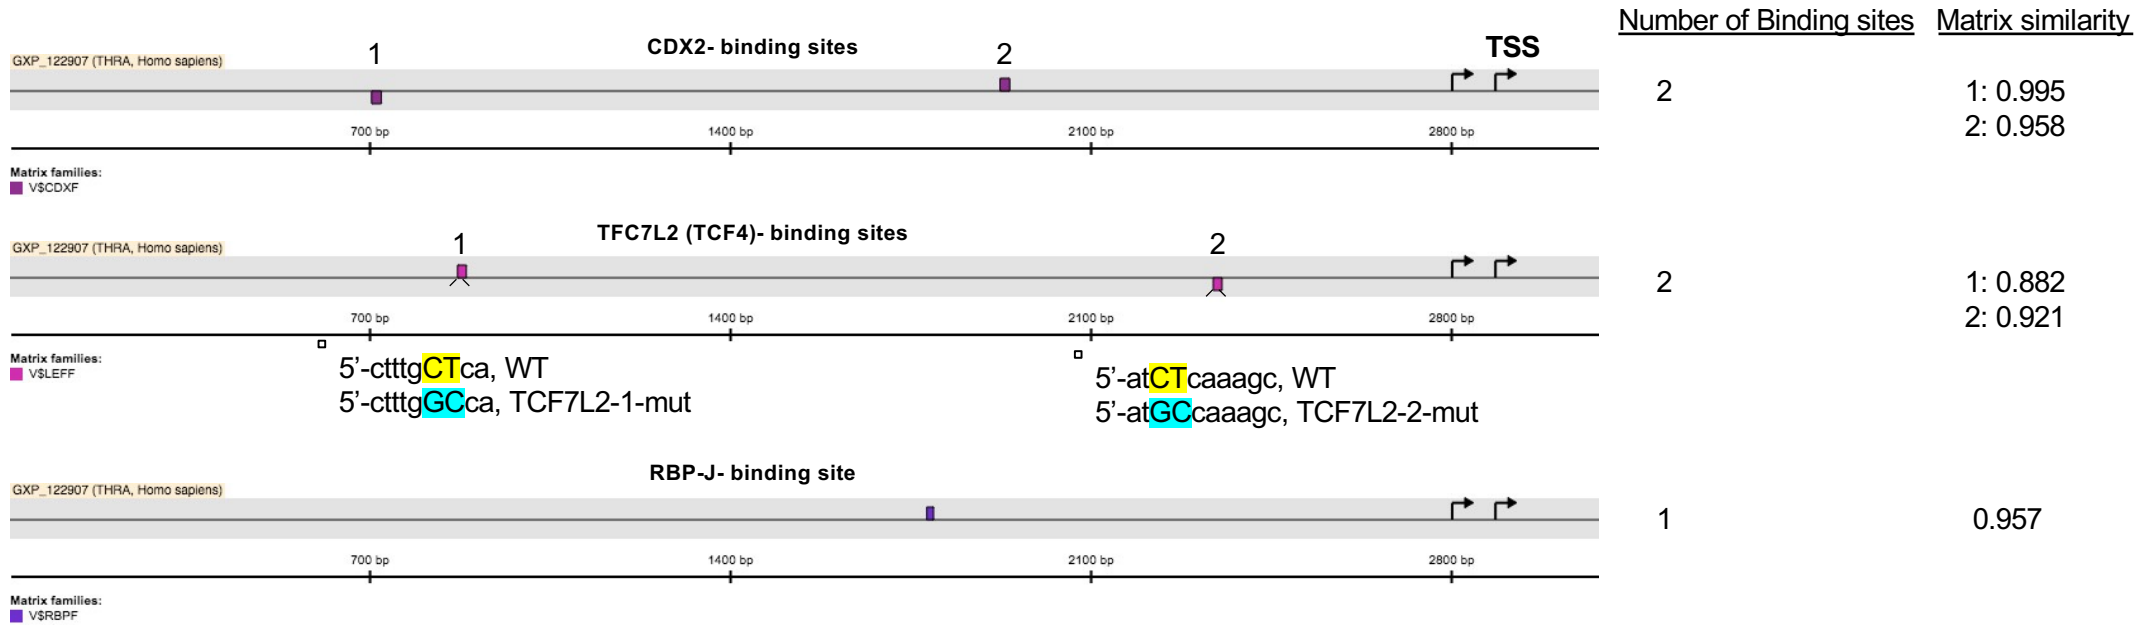 Number of Binding sites Matrix similarity
CDX2- binding sites
1 2 TSS
GXP_122907 (THRA, Homo sapiens)
2 1: 0.995
2: 0.958
700 bp 1400 bp 2100 bp 2800 bp
Matrix families:
V$CDXF
TFC7L2 (TCF4)- binding sites
1 2
GXP_122907 (THRA, Homo sapiens)
2 1: 0.882
2: 0.921
700 bp 1400 bp 2100 bp 2800 bp
Matrix families:
V$LEFF
5’-ctttgCTca, WT
5’-ctttgGCca, TCF7L2-1-mut
5’-atCTcaaagc, WT
5’-atGCcaaagc, TCF7L2-2-mut
RBP-J- binding site
GXP_122907 (THRA, Homo sapiens)
1 0.957
700 bp 1400 bp 2100 bp 2800 bp
Matrix families:
V$RBPF